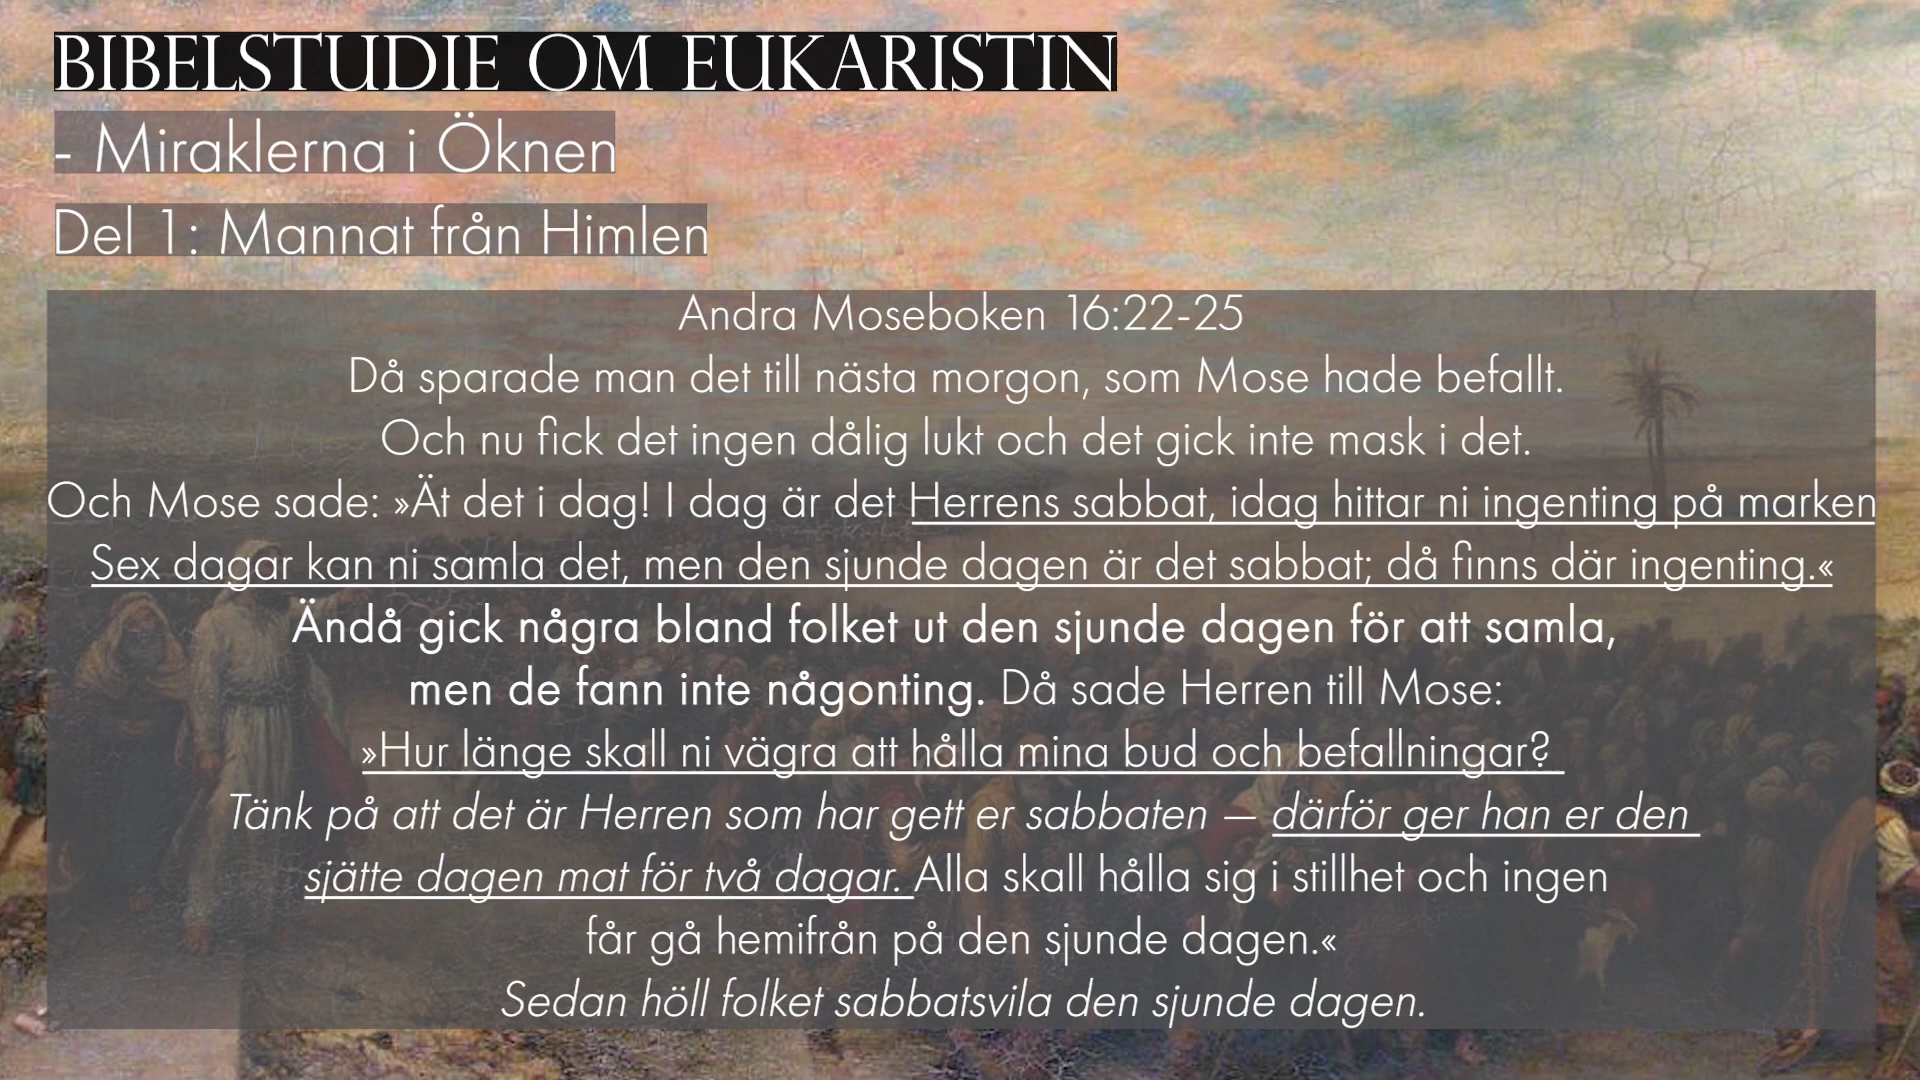 BIBELSTUDIE OM EUKARISTIN
- Miraklerna i Öknen
Del 1: Mannat från Himlen
Andra Moseboken 16:22-25
Då sparade man det till nästa morgon, som Mose hade befallt.
Och nu fick det ingen dålig lukt och det gick inte mask i det.
Och Mose sade: »Ät det i dag! I dag är det Herrens sabbat, idag hittar ni ingenting på marken
Sex dagar kan ni samla det, men den sjunde dagen är det sabbat; då finns där ingenting.«
Ändå gick några bland folket ut den sjunde dagen för att samla,
men de fann inte någonting. Då sade Herren till Mose:
»Hur länge skall ni vägra att hålla mina bud och befallningar?
Tänk på att det är Herren som har gett er sabbaten — därför ger han er den
sjätte dagen mat för två dagar. Alla skall hålla sig i stillhet och ingen
får gå hemifrån på den sjunde dagen.«
Sedan höll folket sabbatsvila den sjunde dagen.